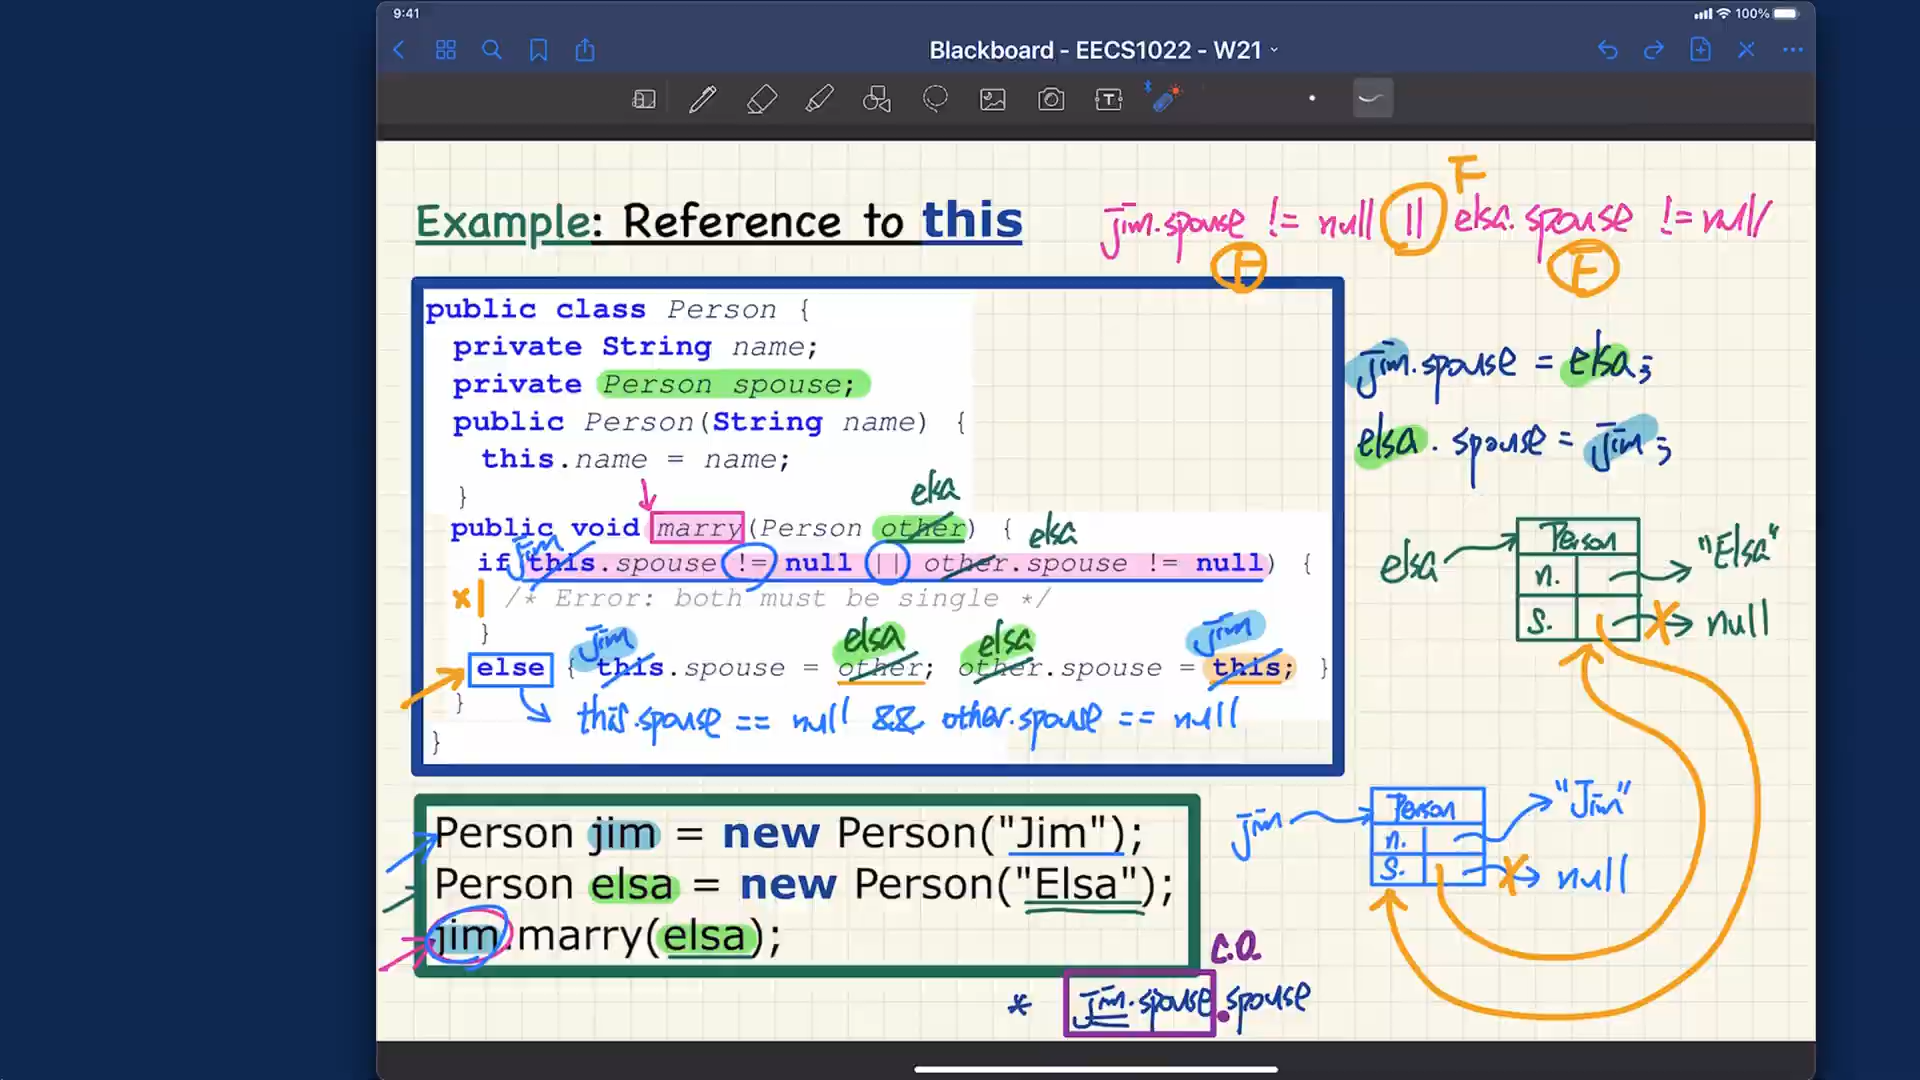 9:41
100%
Blackboard - EECS1022 - W21
T
F
Example: Reference to this
jim.spouse != null || elsa.spouse != null
F F
public class Person {
private String name;
private Person spouse;
public Person(String name) {
this.name = name;
}
elsa
public void marry(Person other) {
elsa
jim
if(this.spouse != null || other.spouse != null) {
x /* Error: both must be single */
}
jim elsa elsa jim
else { this.spouse = other; other.spouse = this; }
}
this.spouse == null && other.spouse == null
}
jim.spouse = elsa;
elsa.spouse = jim;
elsa
Person
n. "Elsa"
s. null
jim
Person
n. "Jim"
s. null
Person jim = new Person("Jim");
Person elsa = new Person("Elsa");
jim.marry(elsa);
C.O.
* jim.spouse.spouse